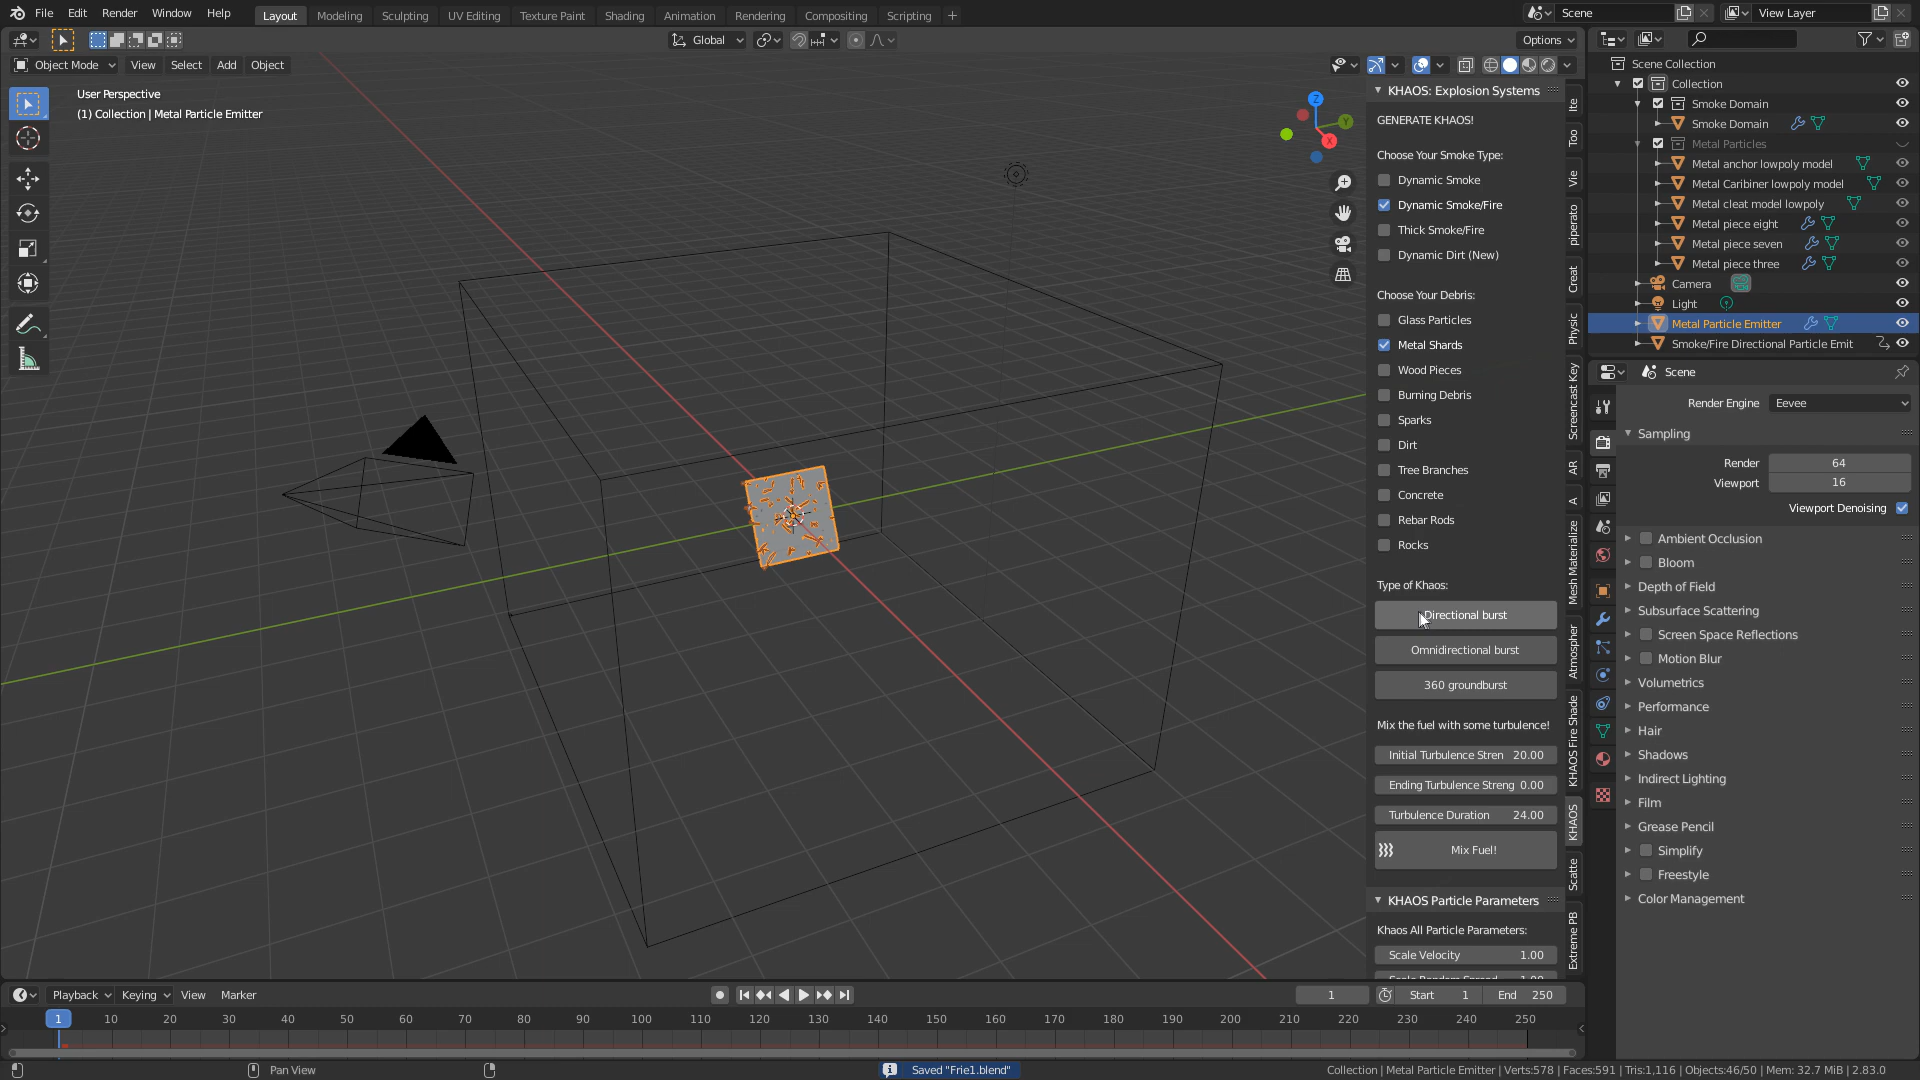 File Edit Render Window Help
Layout Modeling Sculpting UV Editing Texture Paint Shading Animation Rendering Compositing Scripting +
Scene
View Layer
Global
Options
Object Mode View Select Add Object
User Perspective
(1) Collection | Metal Particle Emitter
Z
Y
X
KHAOS: Explosion Systems
GENERATE KHAOS!
Choose Your Smoke Type:
Dynamic Smoke
Dynamic Smoke/Fire
Thick Smoke/Fire
Dynamic Dirt (New)
Choose Your Debris:
Glass Particles
Metal Shards
Wood Pieces
Burning Debris
Sparks
Dirt
Tree Branches
Concrete
Rebar Rods
Rocks
Type of Khaos:
Directional burst
Omnidirectional burst
360 groundburst
Mix the fuel with some turbulence!
Initial Turbulence Stren 20.00
Ending Turbulence Streng 0.00
Turbulence Duration 24.00
Mix Fuel!
KHAOS Particle Parameters
Khaos All Particle Parameters:
Scale Velocity 1.00
Ite
Too
Vie
piperato
Creat
Physic
Screencast Key
AR
A
Mesh Materialize
Atmospher
KHAOS Fire Shade
KHAOS
Scatte
Extreme PB
Scene Collection
Collection
Smoke Domain
Smoke Domain
Metal Particles
Metal anchor lowpoly model
Metal Caribiner lowpoly model
Metal cleat model lowpoly
Metal piece eight
Metal piece seven
Metal piece three
Camera
Light
Metal Particle Emitter
Smoke/Fire Directional Particle Emit
Scene
Render Engine Eevee
Sampling
Render 64
Viewport 16
Viewport Denoising
Ambient Occlusion
Bloom
Depth of Field
Subsurface Scattering
Screen Space Reflections
Motion Blur
Volumetrics
Performance
Hair
Shadows
Indirect Lighting
Film
Grease Pencil
Simplify
Freestyle
Color Management
Playback Keying View Marker
1 Start 1 End 250
1 10 20 30 40 50 60 70 80 90 100 110 120 130 140 150 160 170 180 190 200 210 220 230 240 250
Pan View
Saved "Frie1.blend"
Collection | Metal Particle Emitter | Verts:578 | Faces:591 | Tris:1,116 | Objects:46/50 | Mem: 32.7 MiB | 2.83.0